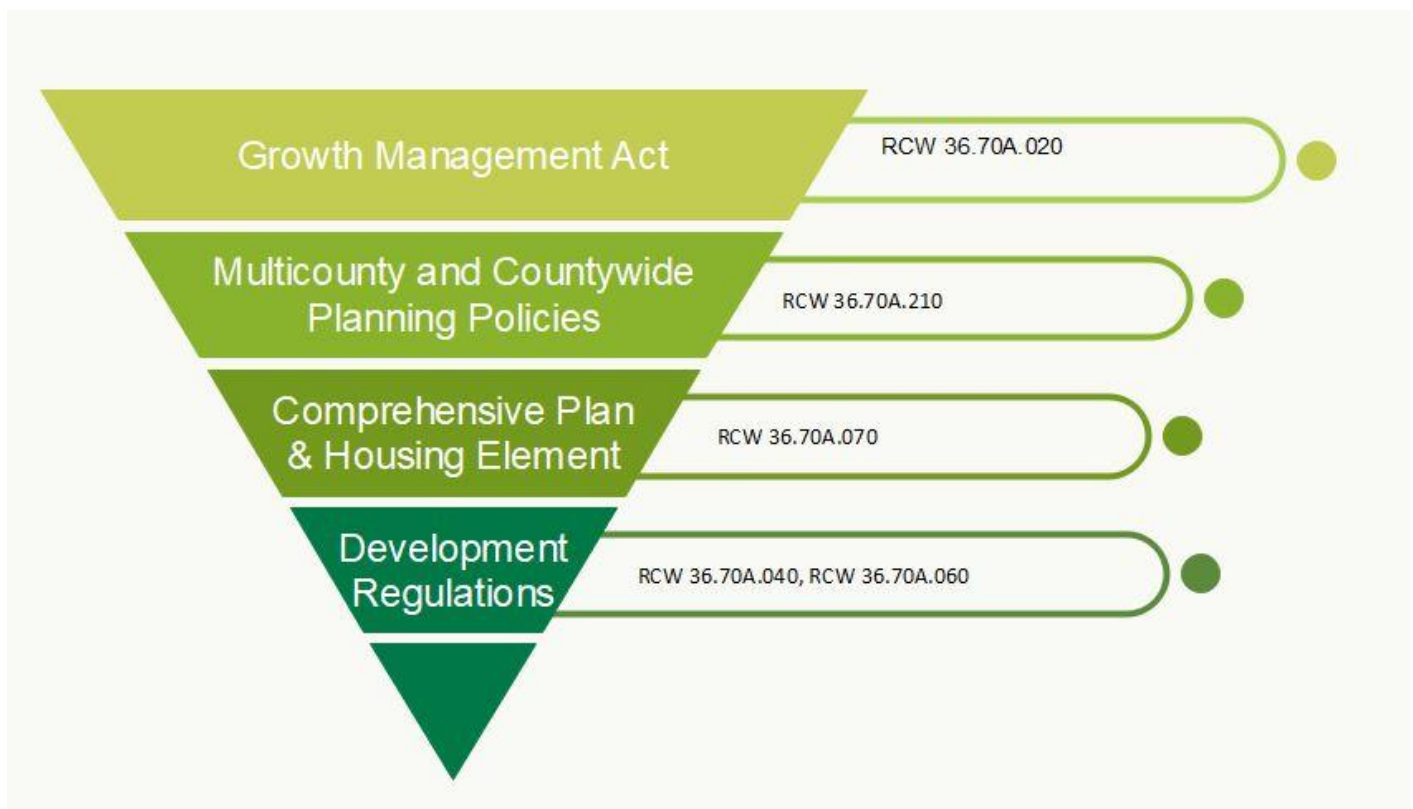 Growth Management Act
RCW 36.70A.020
Multicounty and Countywide
Planning Policies
RCW 36.70A.210
Comprehensive Plan
& Housing Element
RCW 36.70A.070
Development
Regulations
RCW 36.70A.040, RCW 36.70A.060